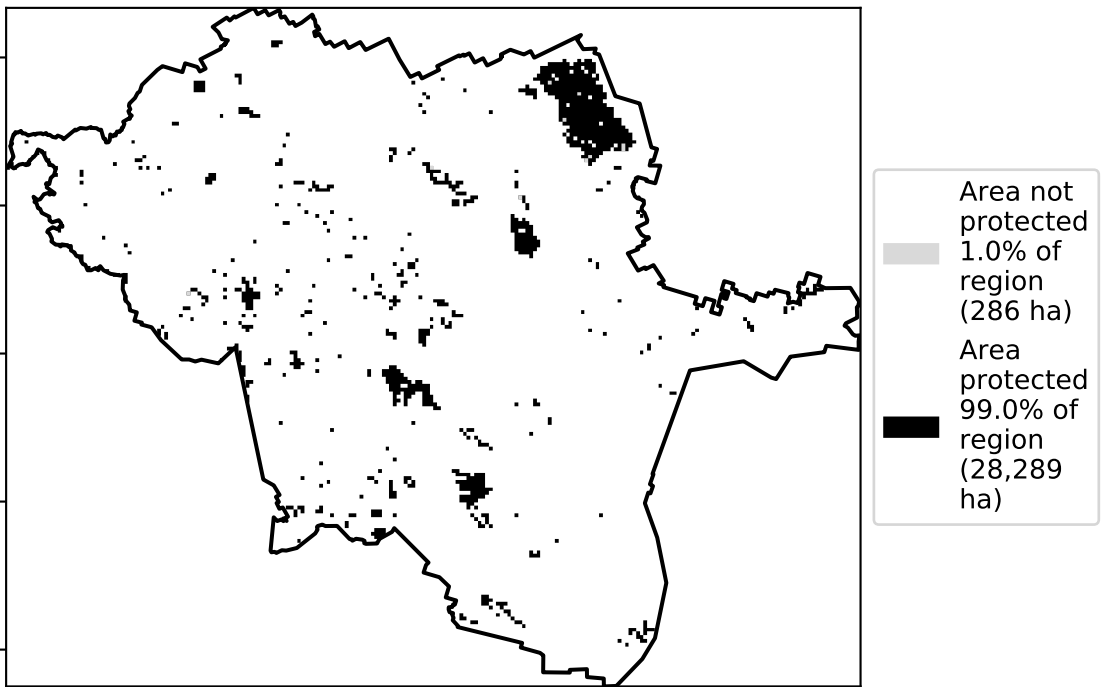 Area not
protected
1.0% of
region
(286 ha)
Area
protected
99.0% of
region
(28,289
ha)